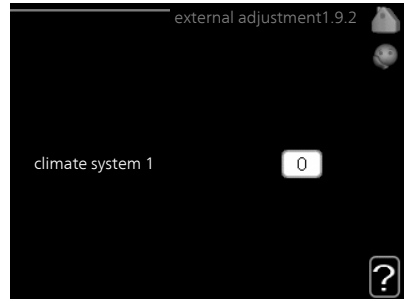 external adjustment1.9.2
climate system 1
0
?